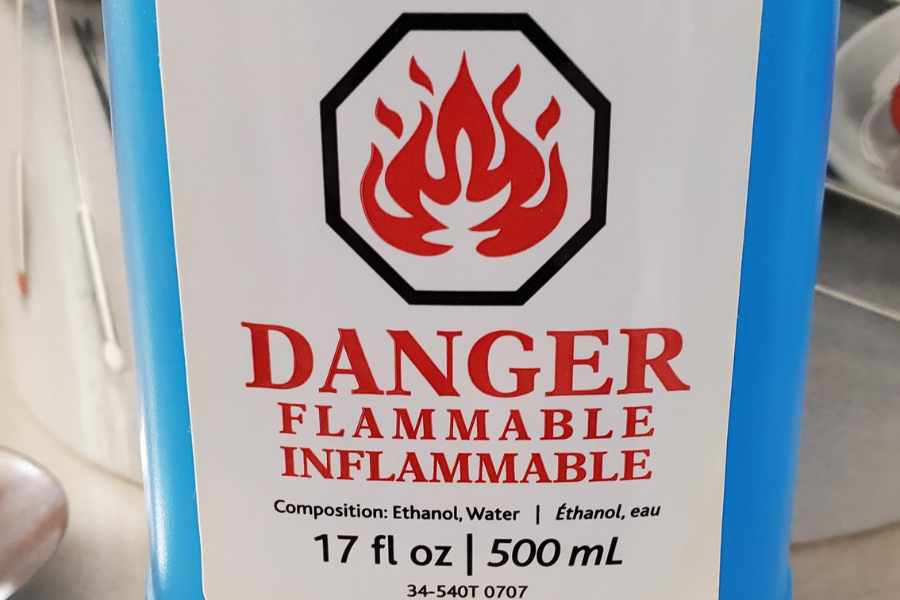 DANGER
FLAMMABLE
INFLAMMABLE
Composition: Ethanol, Water | Éthanol, eau
17 fl oz | 500 mL
34-540T 0707